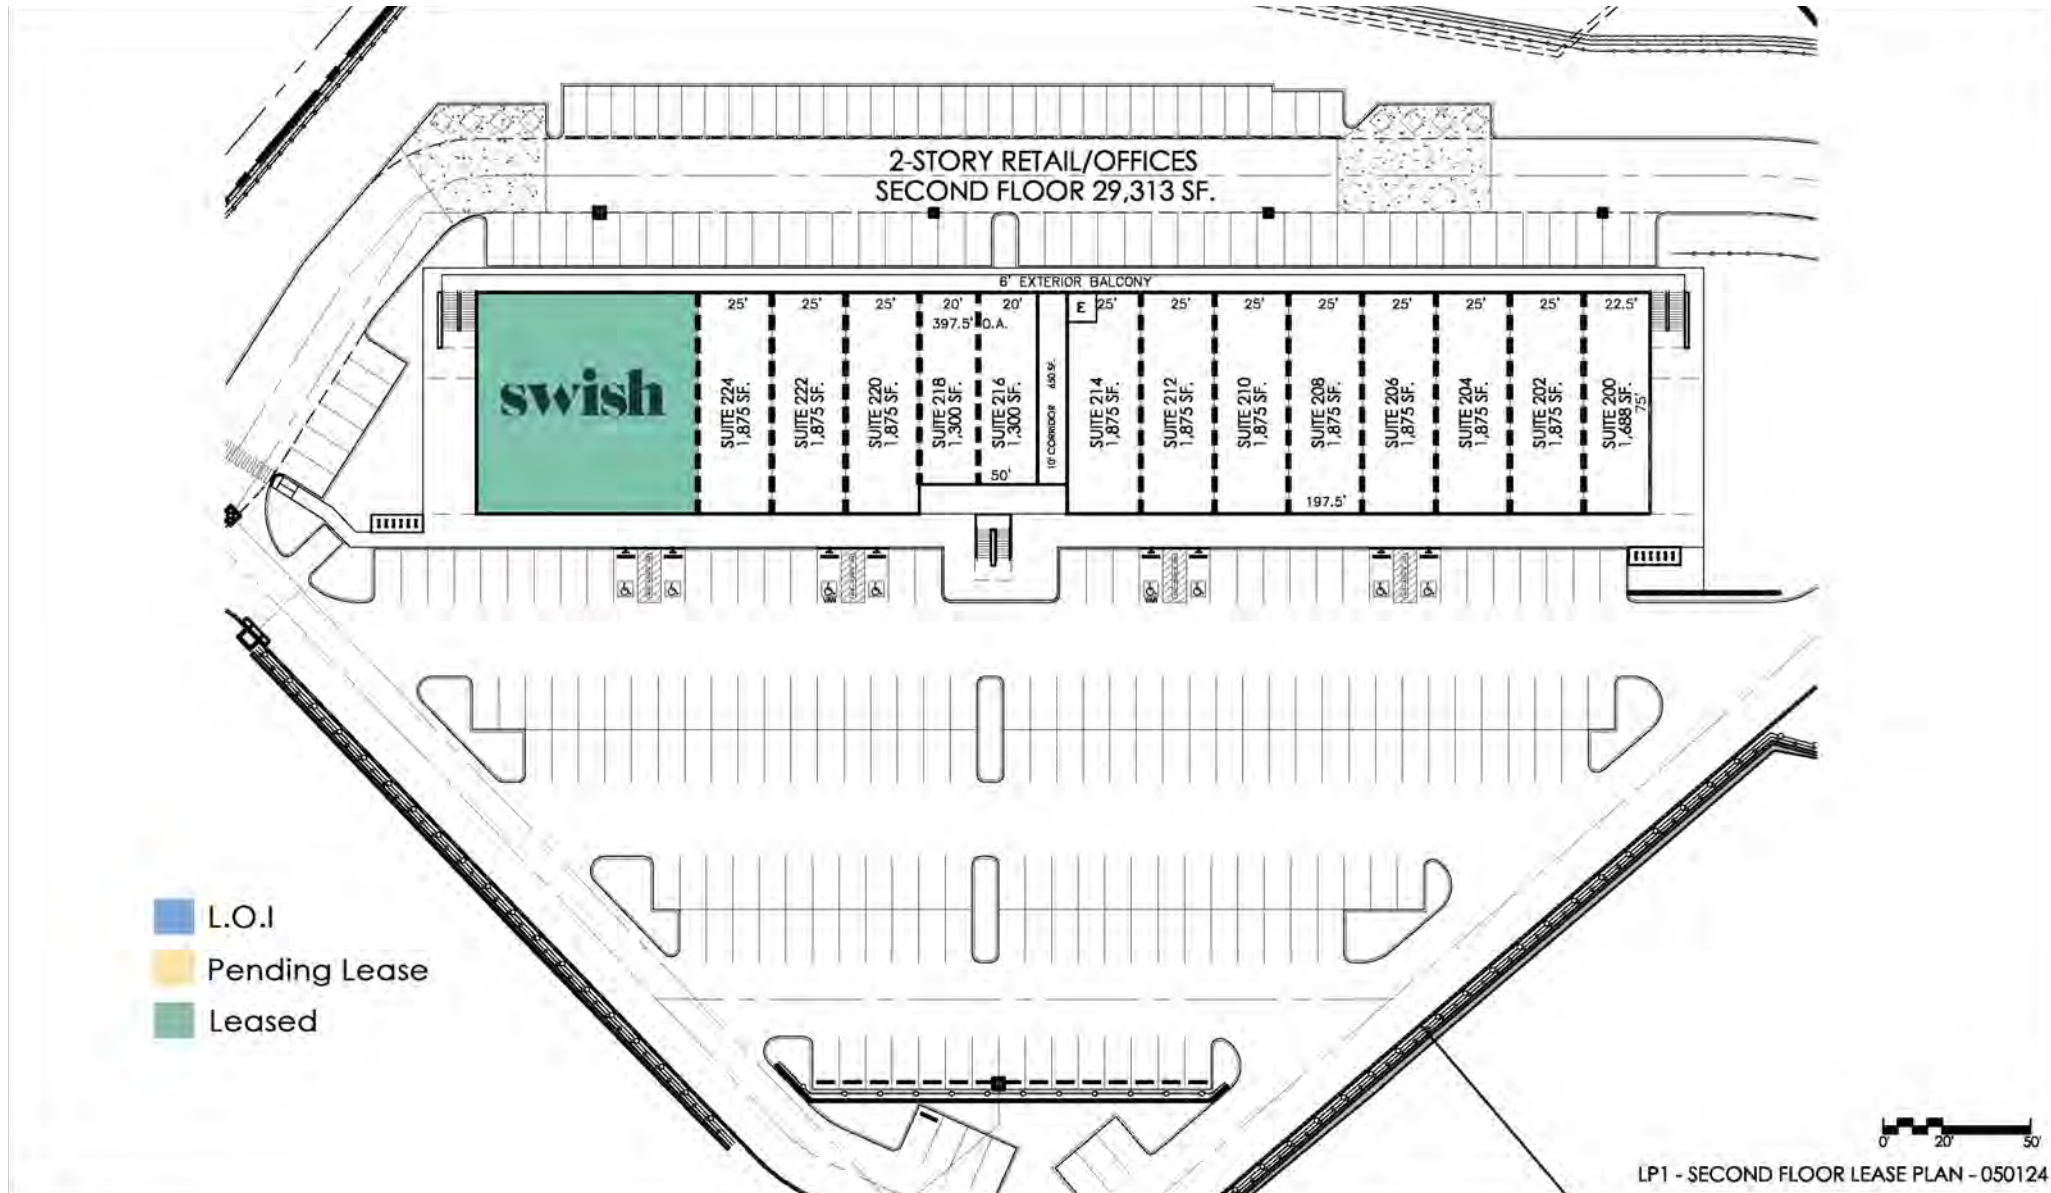 2-STORY RETAIL/OFFICES
SECOND FLOOR 29,313 SF.
6' EXTERIOR BALCONY
25'
25'
25'
20'
20'
E
25'
25'
25'
25'
25'
25'
25'
22.5'
397.5' O.A.
swish
SUITE 224
1,875 SF.
SUITE 222
1,875 SF.
SUITE 220
1,875 SF.
SUITE 218
1,300 SF.
SUITE 216
1,300 SF.
10' CORRIDOR 650 SF.
SUITE 214
1,875 SF.
SUITE 212
1,875 SF.
SUITE 210
1,875 SF.
SUITE 208
1,875 SF.
SUITE 206
1,875 SF.
SUITE 204
1,875 SF.
SUITE 202
1,875 SF.
SUITE 200
1,688 SF.
75'
50'
197.5'
L.O.I
Pending Lease
Leased
0'
20'
50'
LP1 - SECOND FLOOR LEASE PLAN - 050124